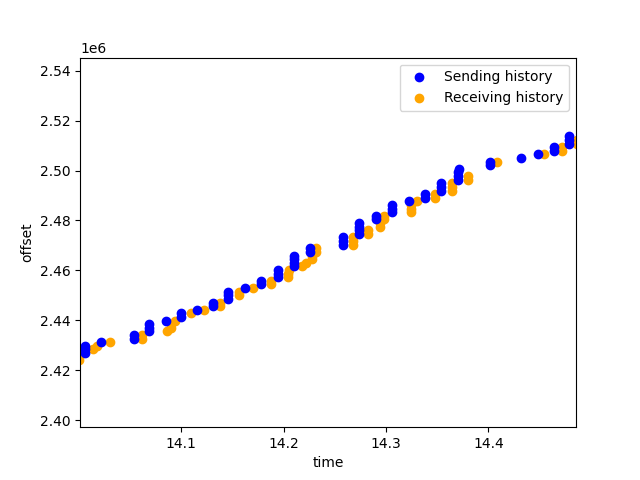 1e6
2.54
2.52
2.50
2.48
2.46
2.44
2.42
2.40
offset
14.1 14.2 14.3 14.4
time
Sending history
Receiving history